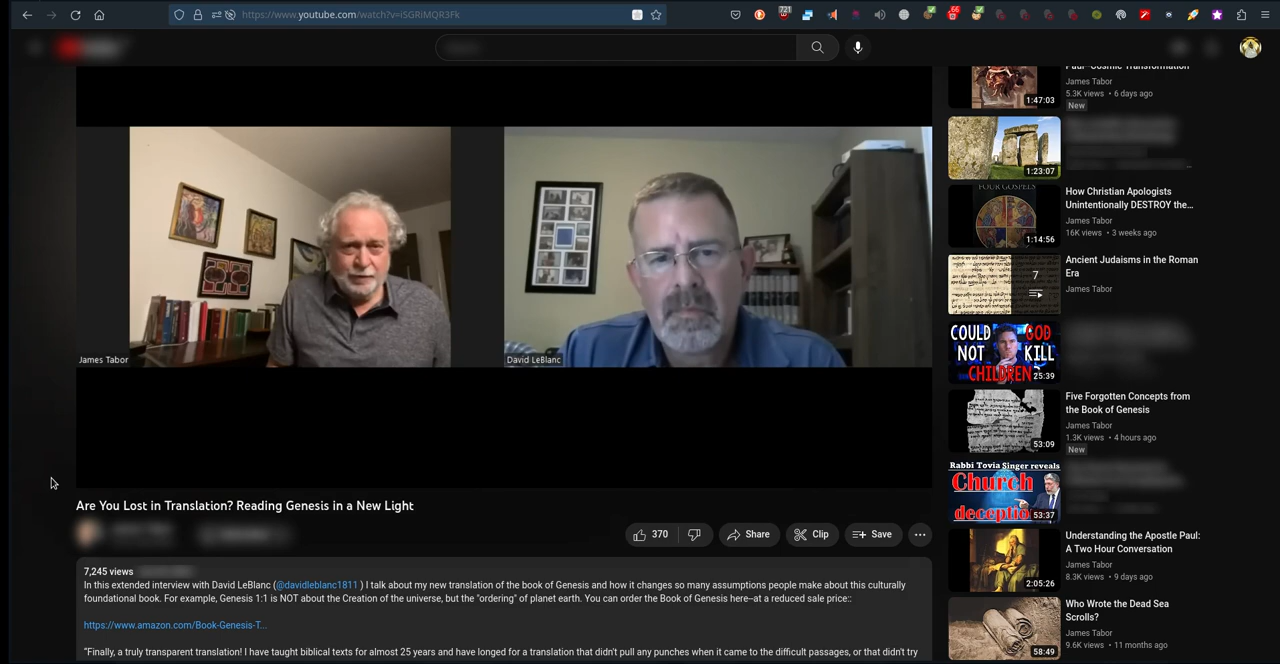 https://www.youtube.com/watch?v=iSGRiMQR3Fk
721
66
James Tabor
David LeBlanc
Are You Lost in Translation? Reading Genesis in a New Light
370
Share
Clip
Save
7,245 views
In this extended interview with David LeBlanc (@davidleblanc1811 ) I talk about my new translation of the book of Genesis and how it changes so many assumptions people make about this culturally
foundational book. For example, Genesis 1:1 is NOT about the Creation of the universe, but the "ordering" of planet earth. You can order the Book of Genesis here--at a reduced sale price::
https://www.amazon.com/Book-Genesis-T...
"Finally, a truly transparent translation! I have taught biblical texts for almost 25 years and have longed for a translation that didn't pull any punches when it came to the difficult passages, or that didn't try
1:47:03
Paul "Cosmic Transformation"
James Tabor
5.3K views • 6 days ago
New
1:23:07
FOUR GOSPELS
1:14:56
How Christian Apologists
Unintentionally DESTROY the…
James Tabor
16K views • 3 weeks ago
7
Ancient Judaisms in the Roman
Era
James Tabor
COULD GOD
NOT KILL
CHILDREN
25:39
53:09
Five Forgotten Concepts from
the Book of Genesis
James Tabor
1.3K views • 4 hours ago
New
Rabbi Tovia Singer reveals
Church
deception
53:37
2:05:26
Understanding the Apostle Paul:
A Two Hour Conversation
James Tabor
8.3K views • 9 days ago
58:49
Who Wrote the Dead Sea
Scrolls?
James Tabor
9.6K views • 11 months ago